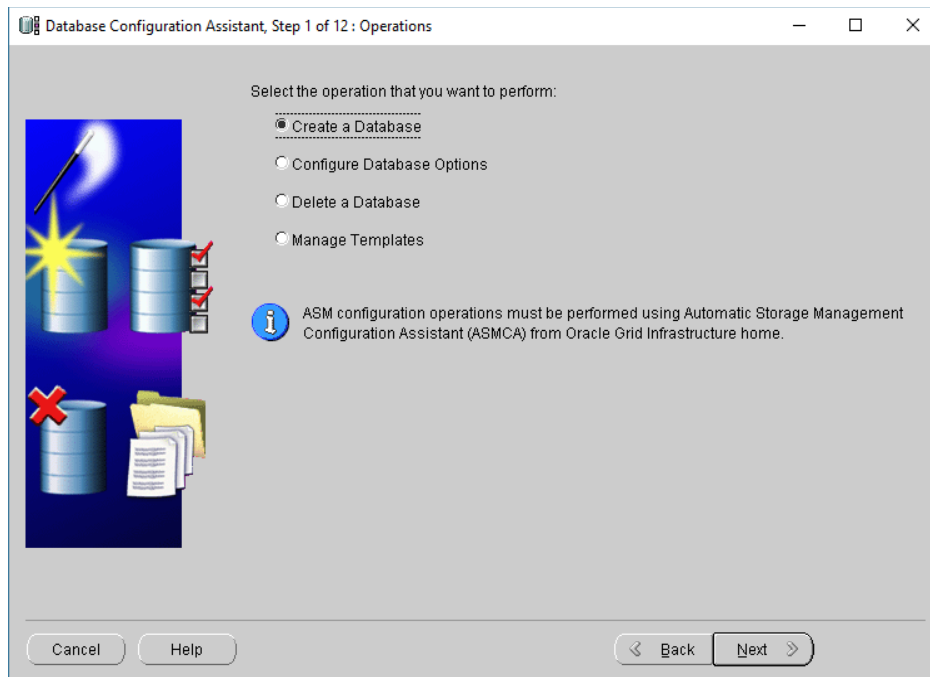 Database Configuration Assistant, Step 1 of 12 : Operations
Select the operation that you want to perform:
Create a Database
Configure Database Options
Delete a Database
Manage Templates
ASM configuration operations must be performed using Automatic Storage Management
Configuration Assistant (ASMCA) from Oracle Grid Infrastructure home.
Cancel Help Back Next